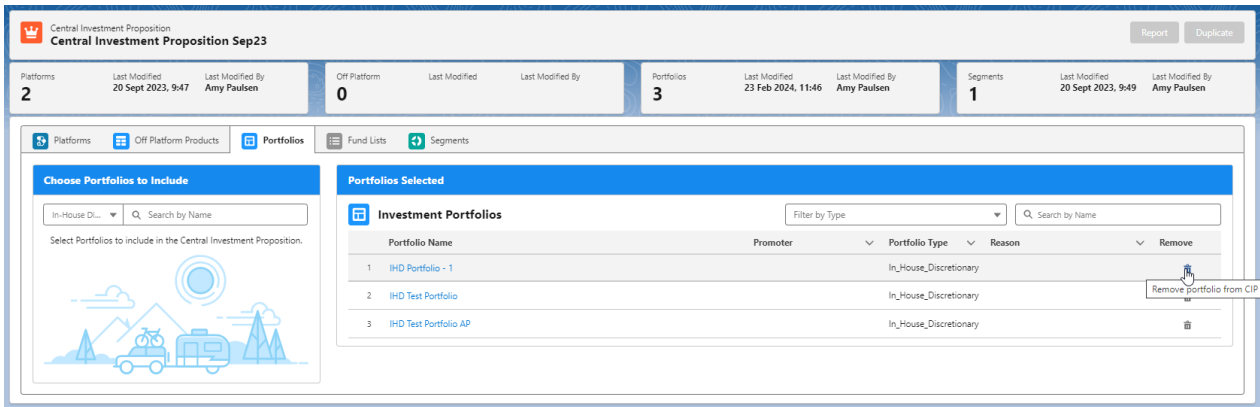 Central Investment Proposition
Central Investment Proposition Sep23
Report Duplicate
Platforms Last Modified Last Modified By
2 20 Sept 2023, 9:47 Amy Paulsen
Off Platform Last Modified Last Modified By
0
Portfolios Last Modified Last Modified By
3 23 Feb 2024, 11:46 Amy Paulsen
Segments Last Modified Last Modified By
1 20 Sept 2023, 9:49 Amy Paulsen
Platforms Off Platform Products Portfolios Fund Lists Segments
Choose Portfolios to Include
In-House Di... Search by Name
Select Portfolios to include in the Central Investment Proposition.
Portfolios Selected
Investment Portfolios Filter by Type Search by Name
Portfolio Name Promoter Portfolio Type Reason Remove
1 IHD Portfolio - 1 In_House_Discretionary
Remove portfolio from CIP
2 IHD Test Portfolio In_House_Discretionary
3 IHD Test Portfolio AP In_House_Discretionary